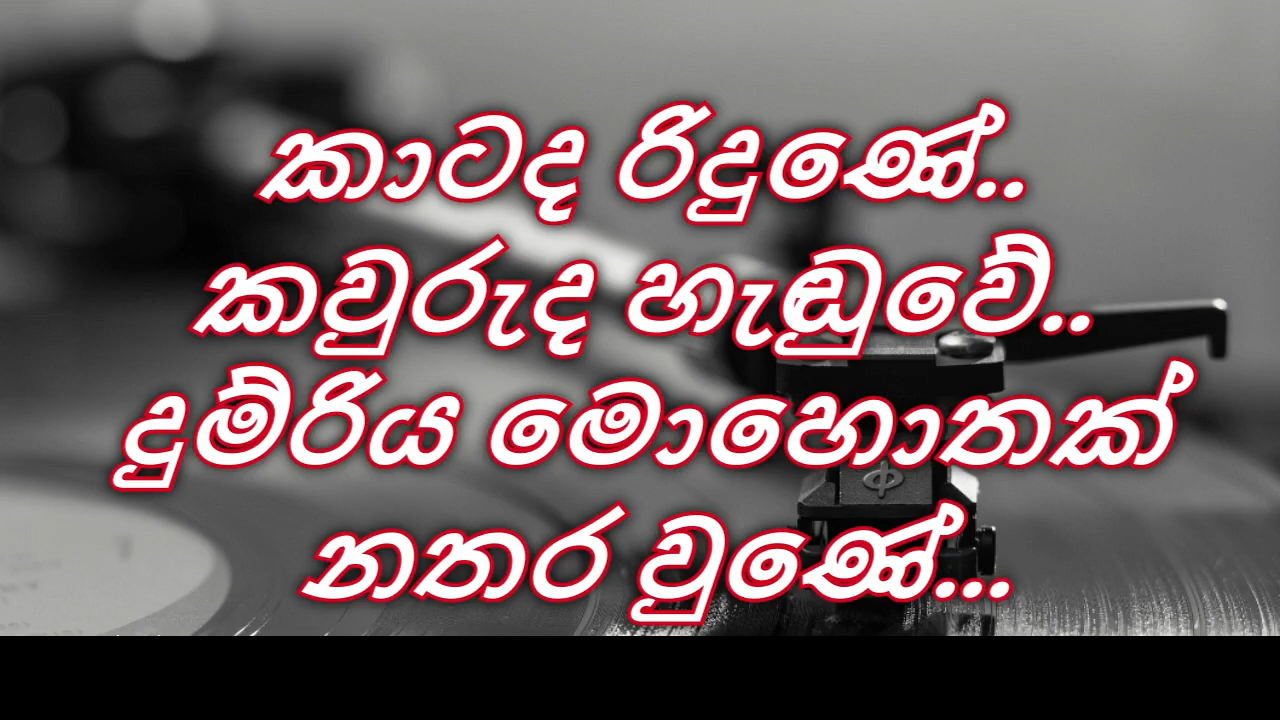 කාටද රිදුණේ..
කවුරුද හැඬුවේ..
දුම්රිය මොහොතක්
නතර වුණේ...